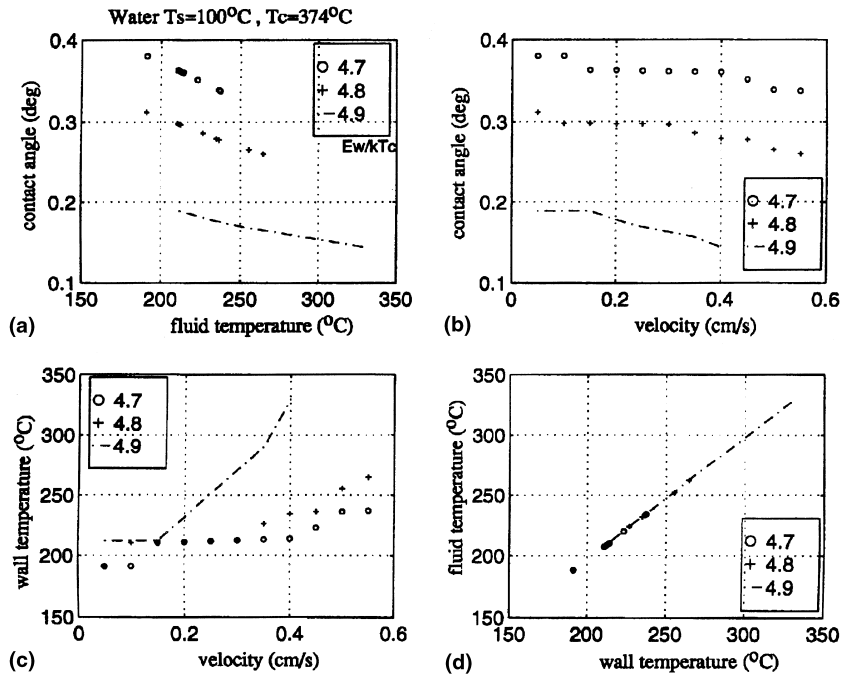 Water Ts=100°C , Tc=374°C
0.4
0.3
0.2
0.1
contact angle (deg)
o 4.7
+ 4.8
– 4.9
Ew/kTc
150 200 250 300 350
(a) fluid temperature (°C)
0.4
0.3
0.2
0.1
contact angle (deg)
o 4.7
+ 4.8
-·- 4.9
0 0.2 0.4 0.6
(b) velocity (cm/s)
350
300
250
200
150
wall temperature (°C)
o 4.7
+ 4.8
-·- 4.9
0 0.2 0.4 0.6
(c) velocity (cm/s)
350
300
250
200
150
fluid temperature (°C)
o 4.7
+ 4.8
– 4.9
150 200 250 300 350
(d) wall temperature (°C)